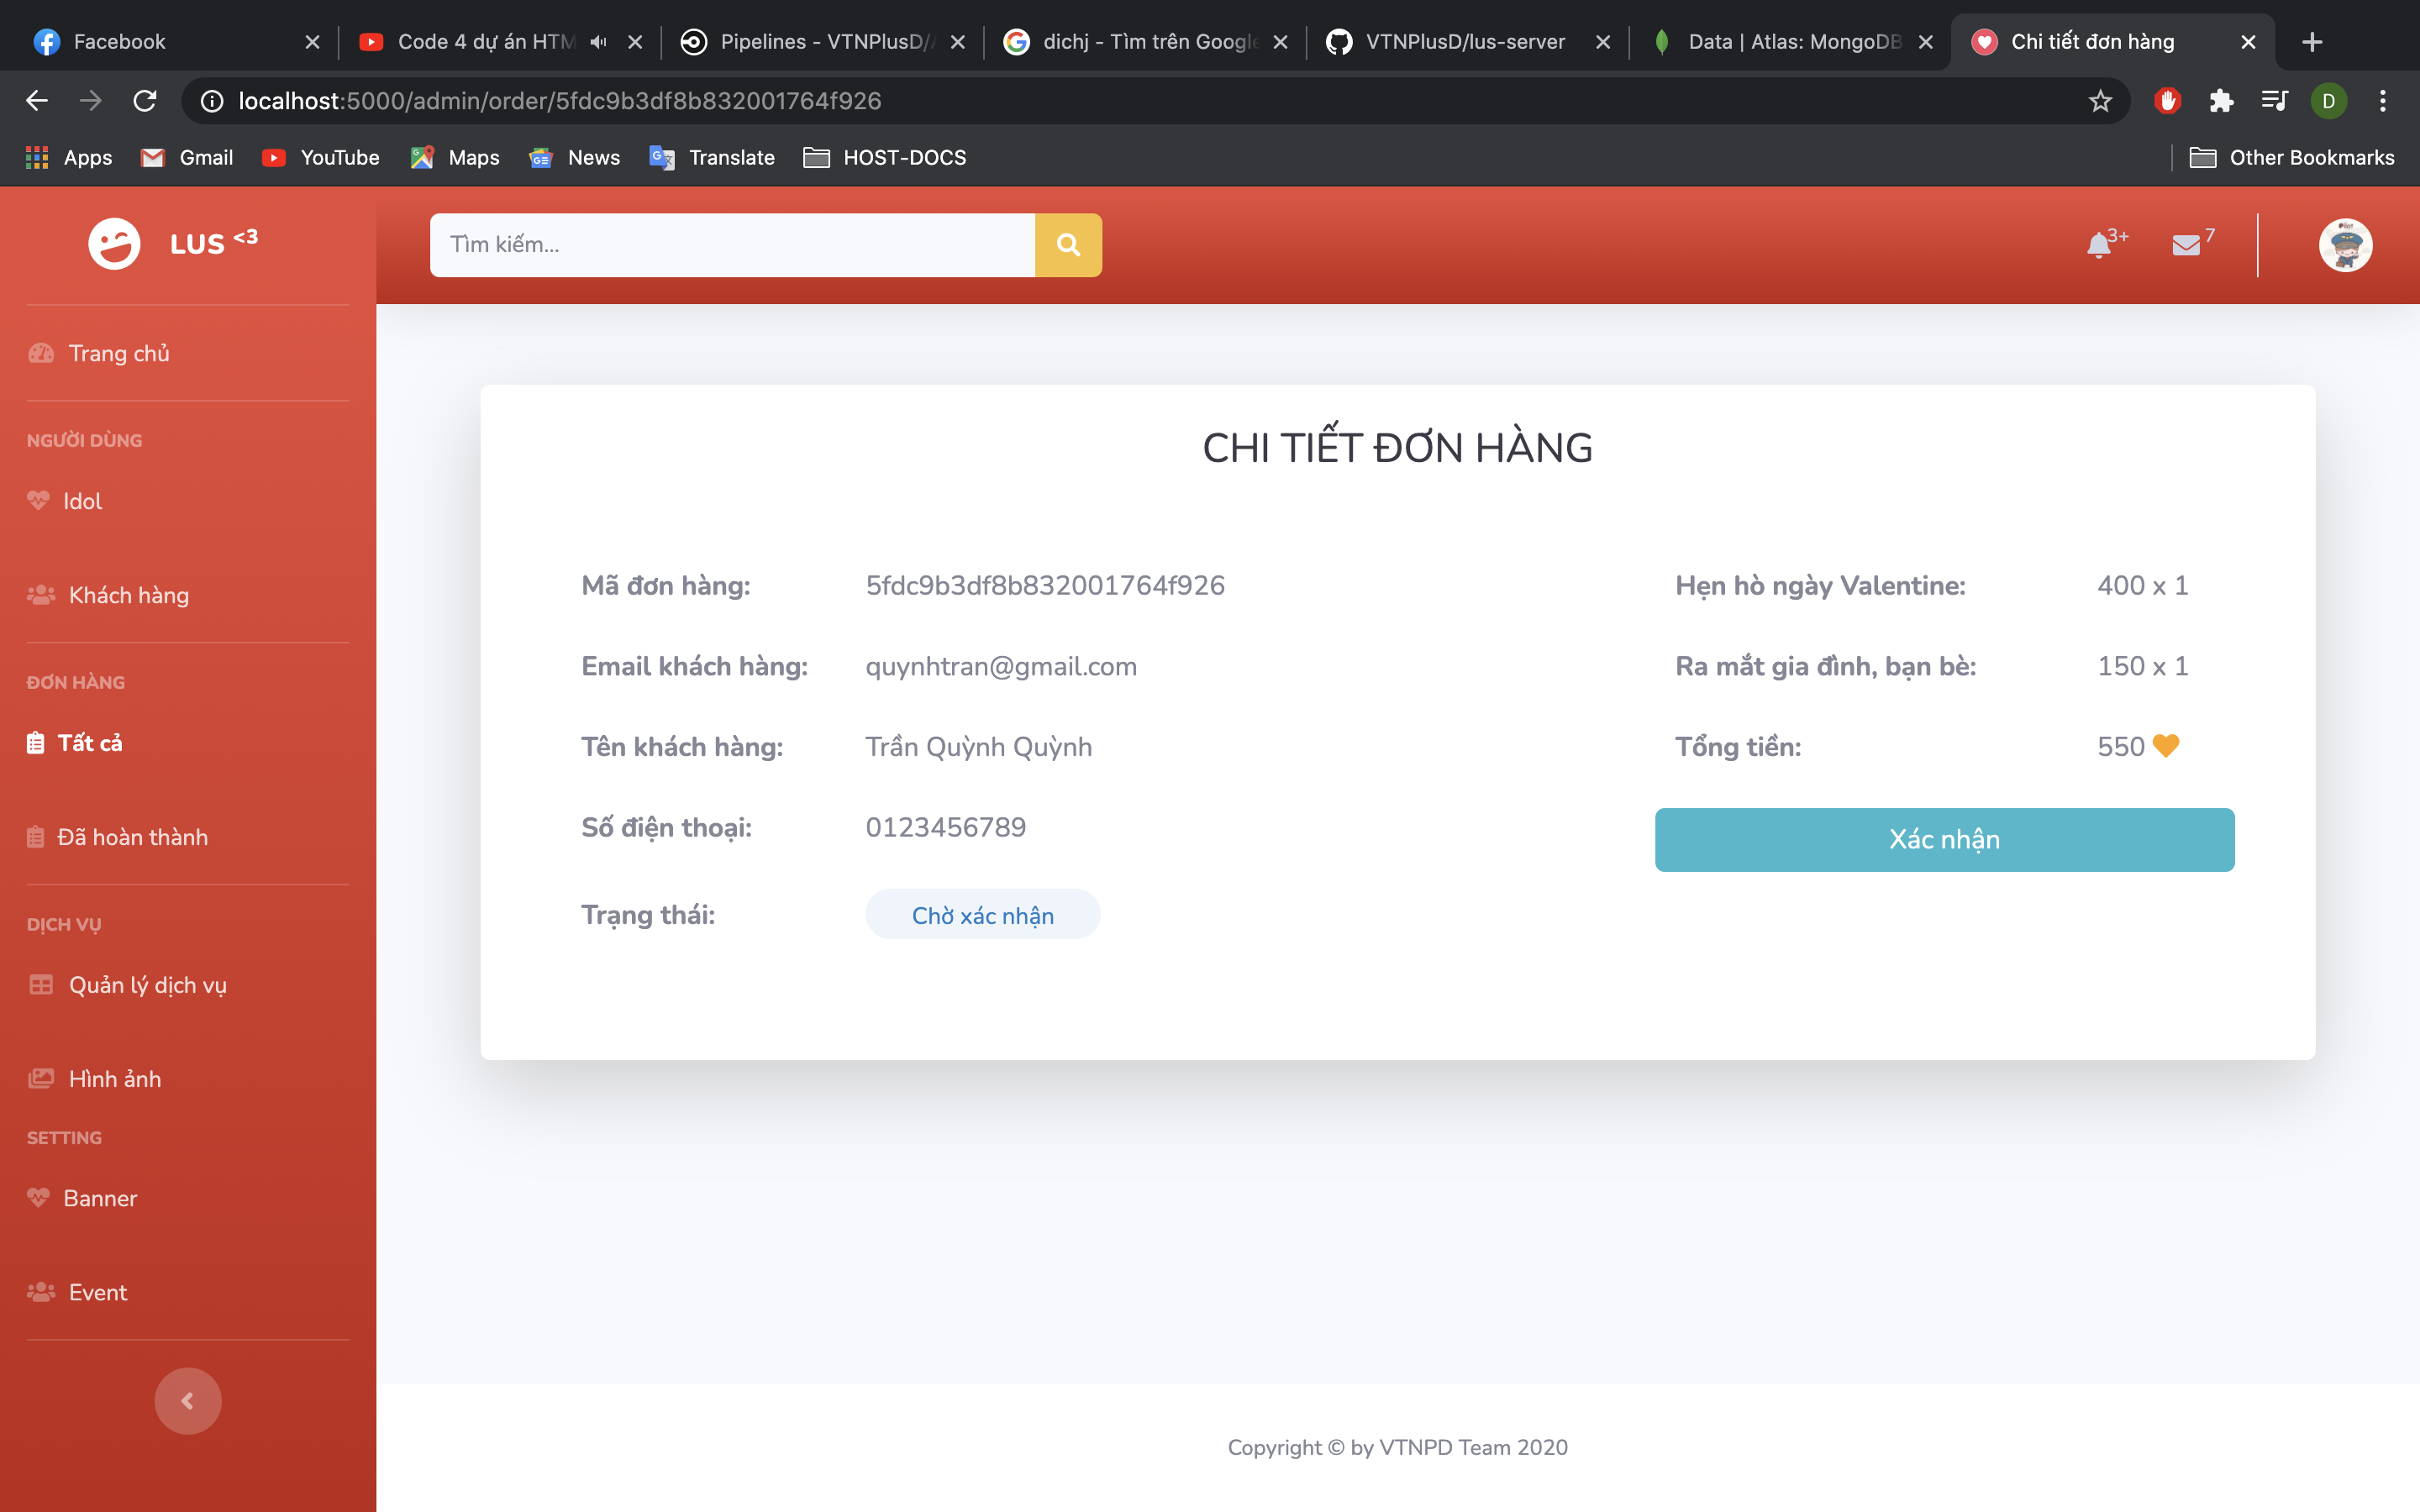 Facebook
Code 4 dự án HTM
Pipelines - VTNPlusD/
dichj - Tìm trên Google
VTNPlusD/lus-server
Data | Atlas: MongoDB
Chi tiết đơn hàng
localhost:5000/admin/order/5fdc9b3df8b832001764f926
D
Apps
Gmail
YouTube
Maps
News
Translate
HOST-DOCS
Other Bookmarks
LUS <3
Tìm kiếm...
3+
7
Trang chủ
NGƯỜI DÙNG
Idol
Khách hàng
ĐƠN HÀNG
Tất cả
Đã hoàn thành
DỊCH VỤ
Quản lý dịch vụ
Hình ảnh
SETTING
Banner
Event
CHI TIẾT ĐƠN HÀNG
Mã đơn hàng: 5fdc9b3df8b832001764f926
Email khách hàng: quynhtran@gmail.com
Tên khách hàng: Trần Quỳnh Quỳnh
Số điện thoại: 0123456789
Trạng thái: Chờ xác nhận
Hẹn hò ngày Valentine: 400 x 1
Ra mắt gia đình, bạn bè: 150 x 1
Tổng tiền: 550
Xác nhận
Copyright © by VTNPD Team 2020